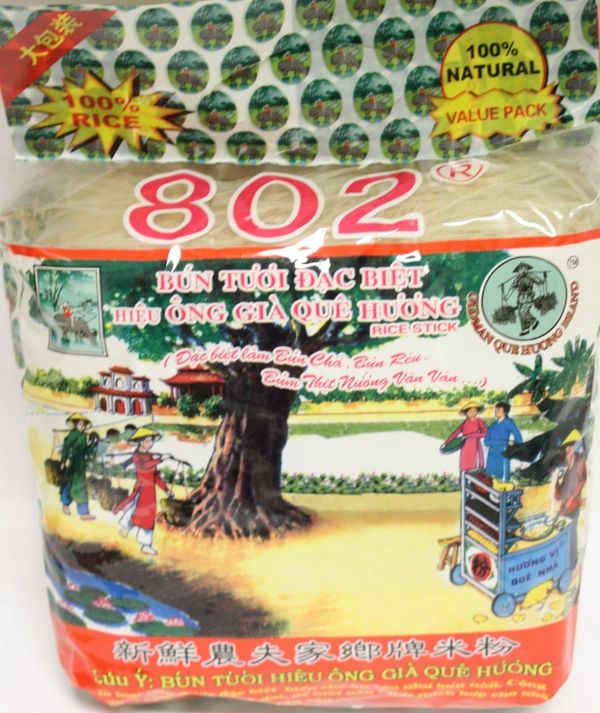 大包裝
100%
RICE
100%
NATURAL
VALUE PACK
802®
BÚN TƯƠI ĐẶC BIỆT
HIỆU ÔNG GIÀ QUÊ HƯƠNG
RICE STICK
(Đặc biệt làm Bún Chả, Bún Riêu.
Bún Thịt Nướng Vân Vân ...)
OLDMAN QUE HUONG BRAND
TM
HƯƠNG VỊ
QUÊ NHÀ
新鮮農夫家鄉牌米粉
Lưu Ý: BÚN TƯƠI HIỆU ÔNG GIÀ QUÊ HƯƠNG